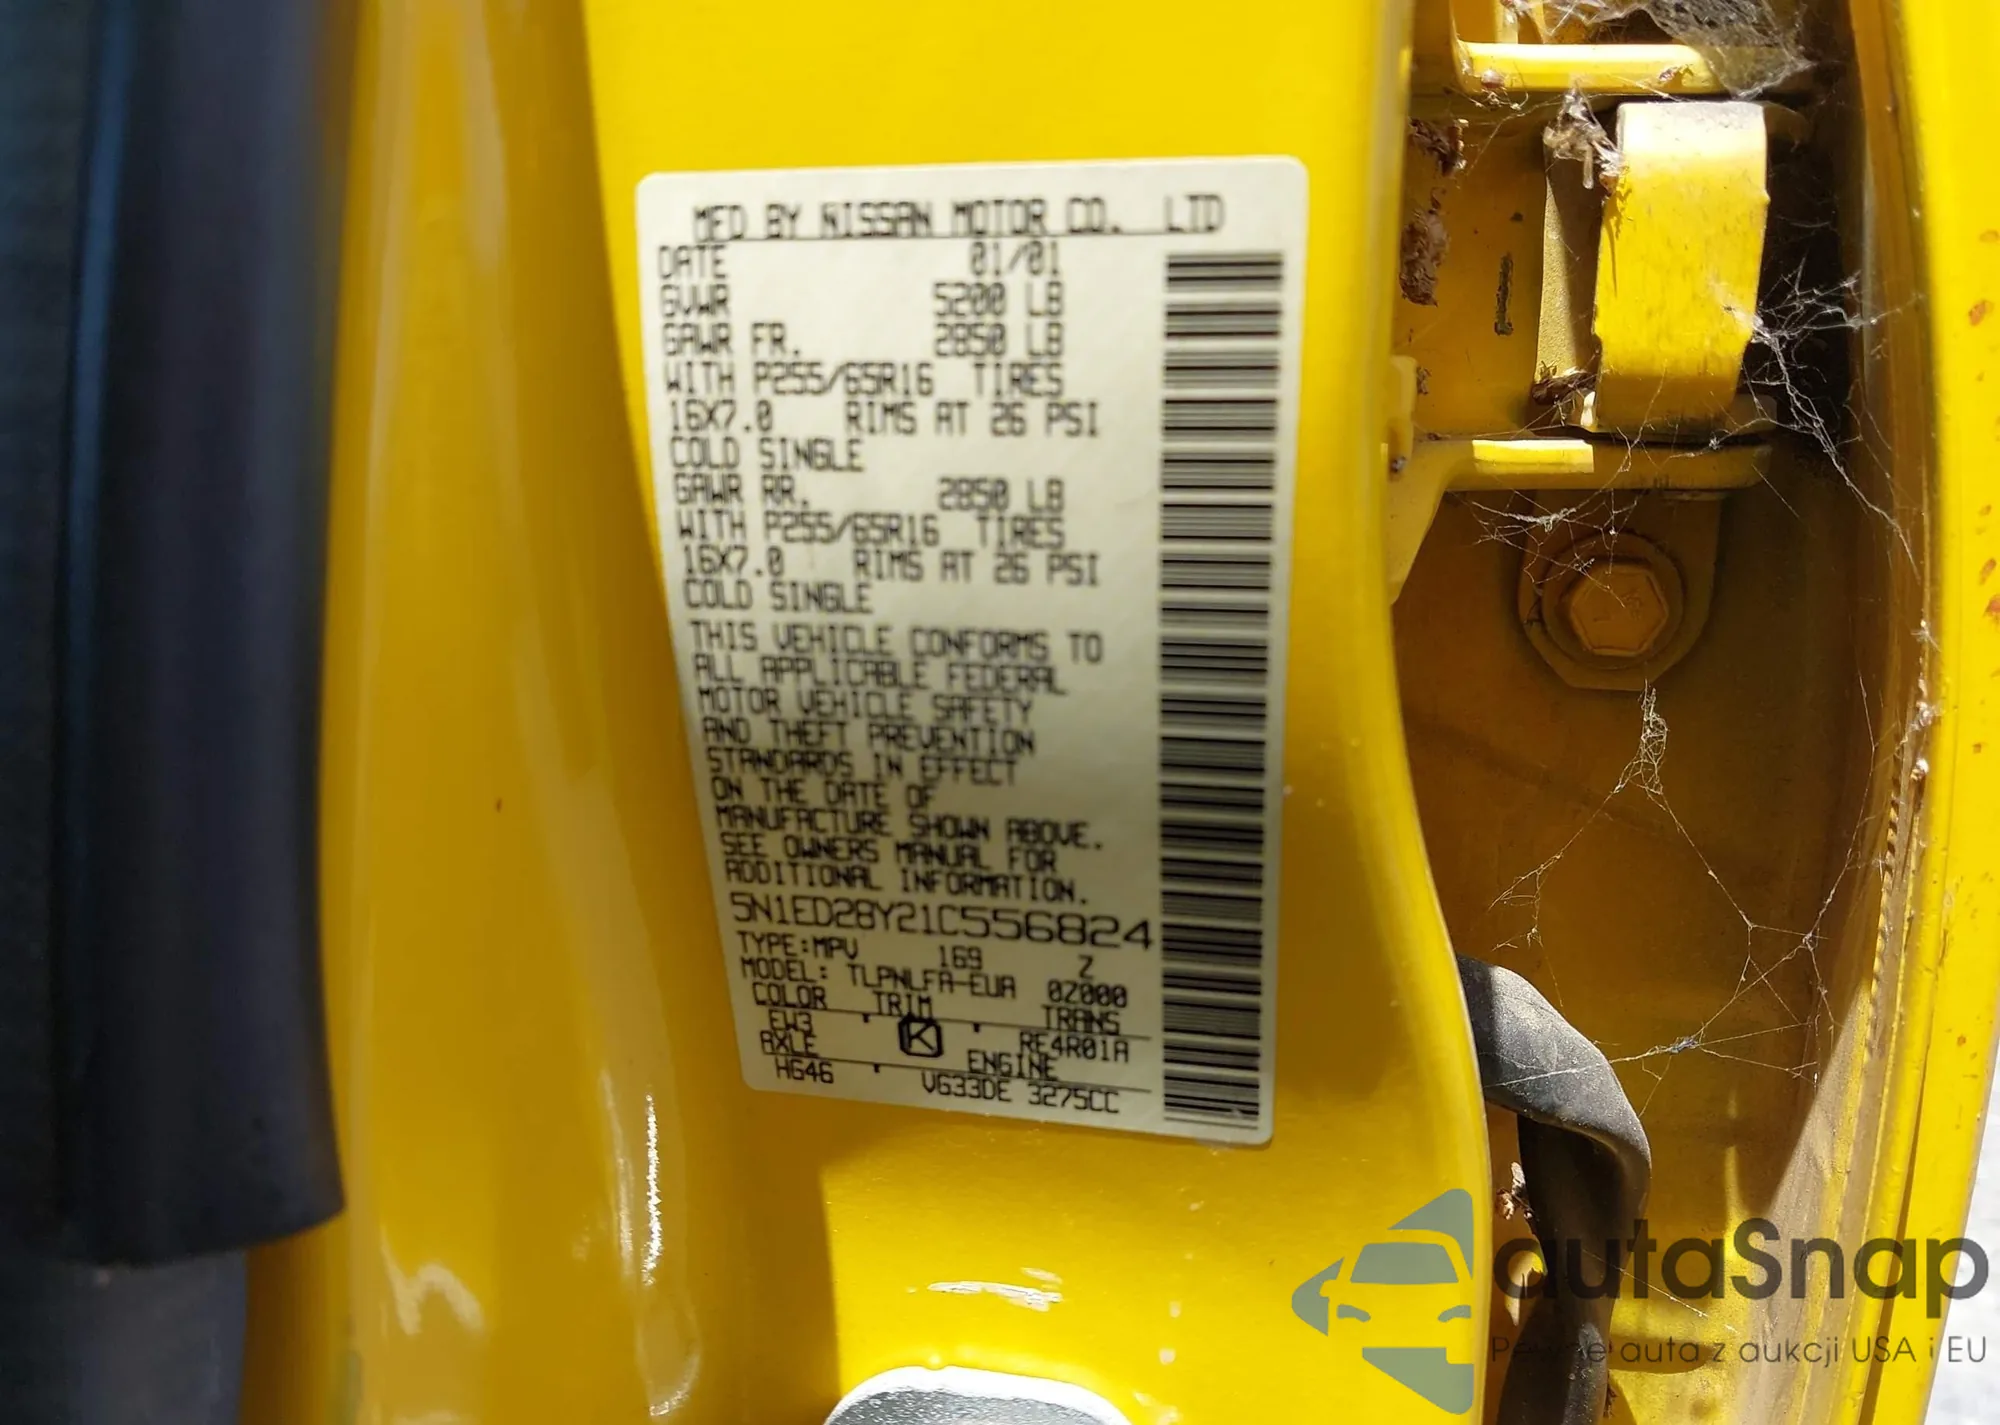 MFD BY NISSAN MOTOR CO. LTD
DATE 01/01
GVWR 5200 LB
GAWR FR. 2850 LB
WITH P255/65R16 TIRES
16X7.0 RIMS AT 26 PSI
COLD SINGLE
GAWR RR. 2850 LB
WITH P255/65R16 TIRES
16X7.0 RIMS AT 26 PSI
COLD SINGLE
THIS VEHICLE CONFORMS TO
ALL APPLICABLE FEDERAL
MOTOR VEHICLE SAFETY
AND THEFT PREVENTION
STANDARDS IN EFFECT
ON THE DATE OF
MANUFACTURE SHOWN ABOVE.
SEE OWNERS MANUAL FOR
ADDITIONAL INFORMATION.
5N1ED28Y21C556824
TYPE:MPV 169 Z
MODEL: TLPNLFA-EUA 0Z000
COLOR TRIM TRANS
EW3 K RE4R01A
AXLE ENGINE
HG46 VG33DE 3275CC
autaSnap
Pewne auta z aukcji USA i EU